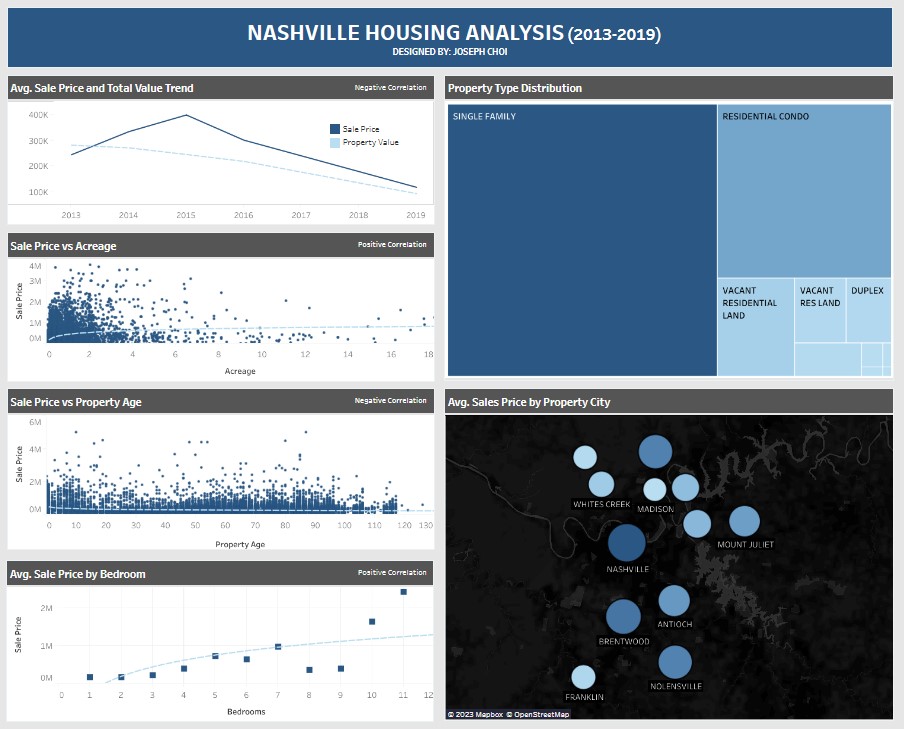 NASHVILLE HOUSING ANALYSIS (2013-2019)
DESIGNED BY: JOSEPH CHOI
Avg. Sale Price and Total Value Trend
Negative Correlation
400K
300K
200K
100K
Sale Price
Property Value
2013 2014 2015 2016 2017 2018 2019
Sale Price vs Acreage
Positive Correlation
Sale Price
4M
3M
2M
1M
0M
0 2 4 6 8 10 12 14 16 18
Acreage
Sale Price vs Property Age
Negative Correlation
Sale Price
6M
4M
2M
0M
0 10 20 30 40 50 60 70 80 90 100 110 120 130
Property Age
Avg. Sale Price by Bedroom
Positive Correlation
Sale Price
2M
1M
0M
0 1 2 3 4 5 6 7 8 9 10 11 12
Bedrooms
Property Type Distribution
SINGLE FAMILY
RESIDENTIAL CONDO
VACANT
RESIDENTIAL
LAND
VACANT
RES LAND
DUPLEX
Avg. Sales Price by Property City
WHITES CREEK
MADISON
MOUNT JULIET
NASHVILLE
ANTIOCH
BRENTWOOD
NOLENSVILLE
FRANKLIN
© 2023 Mapbox © OpenStreetMap